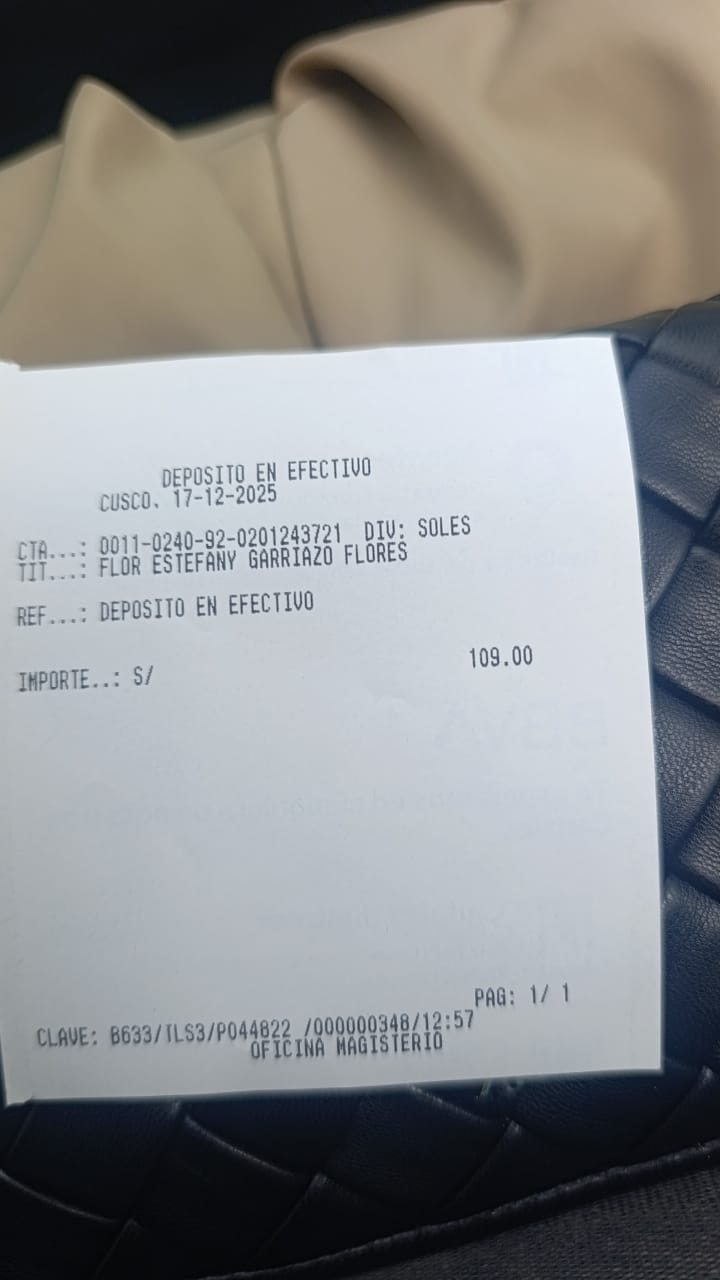 DEPOSITO EN EFECTIVO
CUSCO, 17-12-2025
CTA...: 0011-0240-92-0201243721 DIV: SOLES
TIT...: FLOR ESTEFANY GARRIAZO FLORES
REF...: DEPOSITO EN EFECTIVO
IMPORTE..: S/ 109.00
PAG: 1/ 1
CLAVE: B633/TLS3/P044822 /000000348/12:57
OFICINA MAGISTERIO